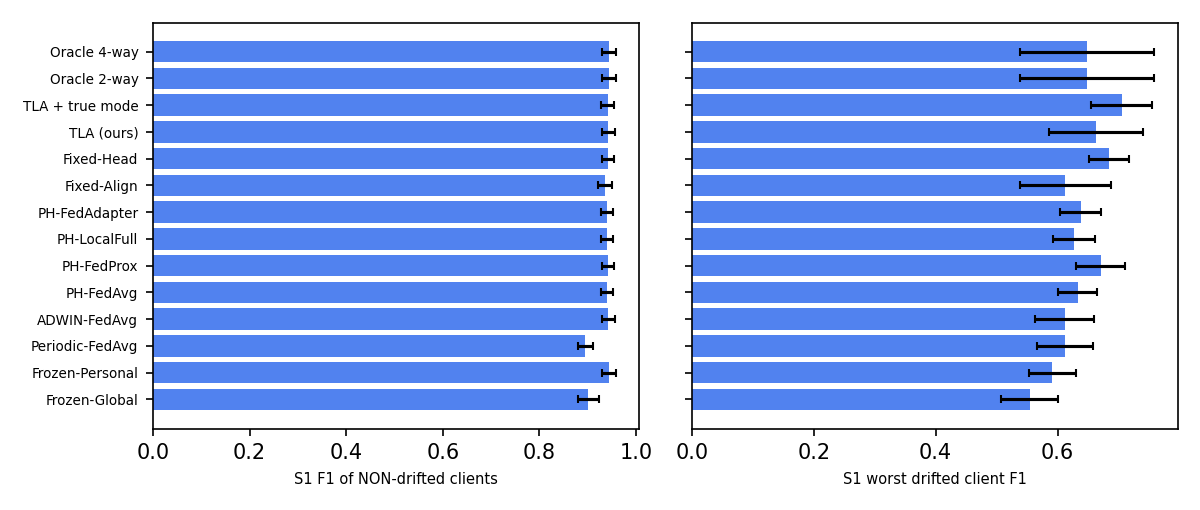 Oracle 4-way
Oracle 2-way
TLA + true mode
TLA (ours)
Fixed-Head
Fixed-Align
PH-FedAdapter
PH-LocalFull
PH-FedProx
PH-FedAvg
ADWIN-FedAvg
Periodic-FedAvg
Frozen-Personal
Frozen-Global
0.0 0.2 0.4 0.6 0.8 1.0
S1 F1 of NON-drifted clients
0.0 0.2 0.4 0.6
S1 worst drifted client F1